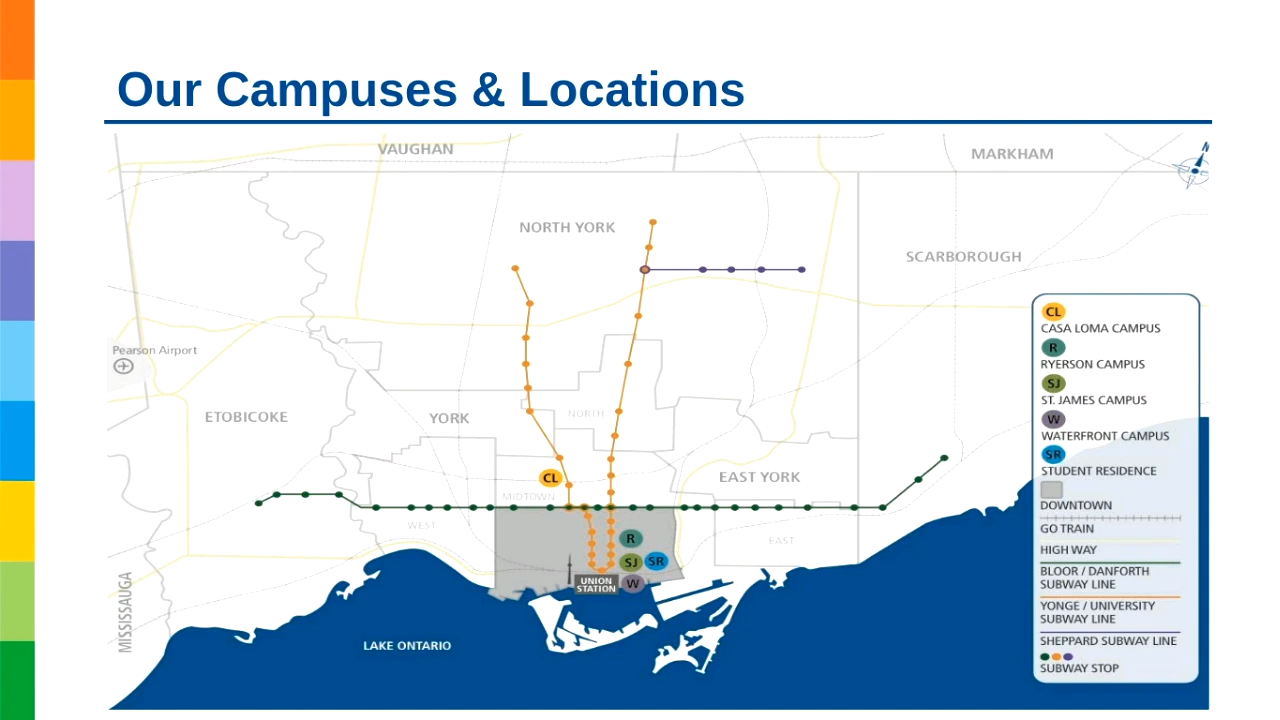 Our Campuses & Locations
VAUGHAN
MARKHAM
N
NORTH YORK
SCARBOROUGH
Pearson Airport
ETOBICOKE
YORK
NORTH
EAST YORK
CL
MIDTOWN
WEST
EAST
R
SJ
SR
W
UNION
STATION
MISSISSAUGA
LAKE ONTARIO
CL
CASA LOMA CAMPUS
R
RYERSON CAMPUS
SJ
ST. JAMES CAMPUS
W
WATERFRONT CAMPUS
SR
STUDENT RESIDENCE
DOWNTOWN
GO TRAIN
HIGH WAY
BLOOR / DANFORTH
SUBWAY LINE
YONGE / UNIVERSITY
SUBWAY LINE
SHEPPARD SUBWAY LINE
SUBWAY STOP